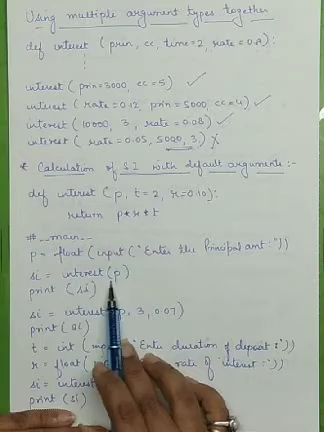 Using multiple argument types together
def interest (prin, cc, time=2, rate=0.09):
interest (prin=3000, cc=5) ✓
interest (rate=0.12, prin=5000, cc=4) ✓
interest (10000, 3, rate=0.08) ✓
interest (rate=0.05, 5000, 3) ✗
* Calculation of SI with default arguments :-
def interest (p, t=2, r=0.10):
return p*r*t
# __main__
p = float (input ("Enter the Principal amt:"))
si = interest (p)
print (si)
si = interest (p, 3, 0.07)
print (si)
t = int ( "Enter duration of deposit :"))
r = float ( rate of interest :"))
si = interest
print (si)